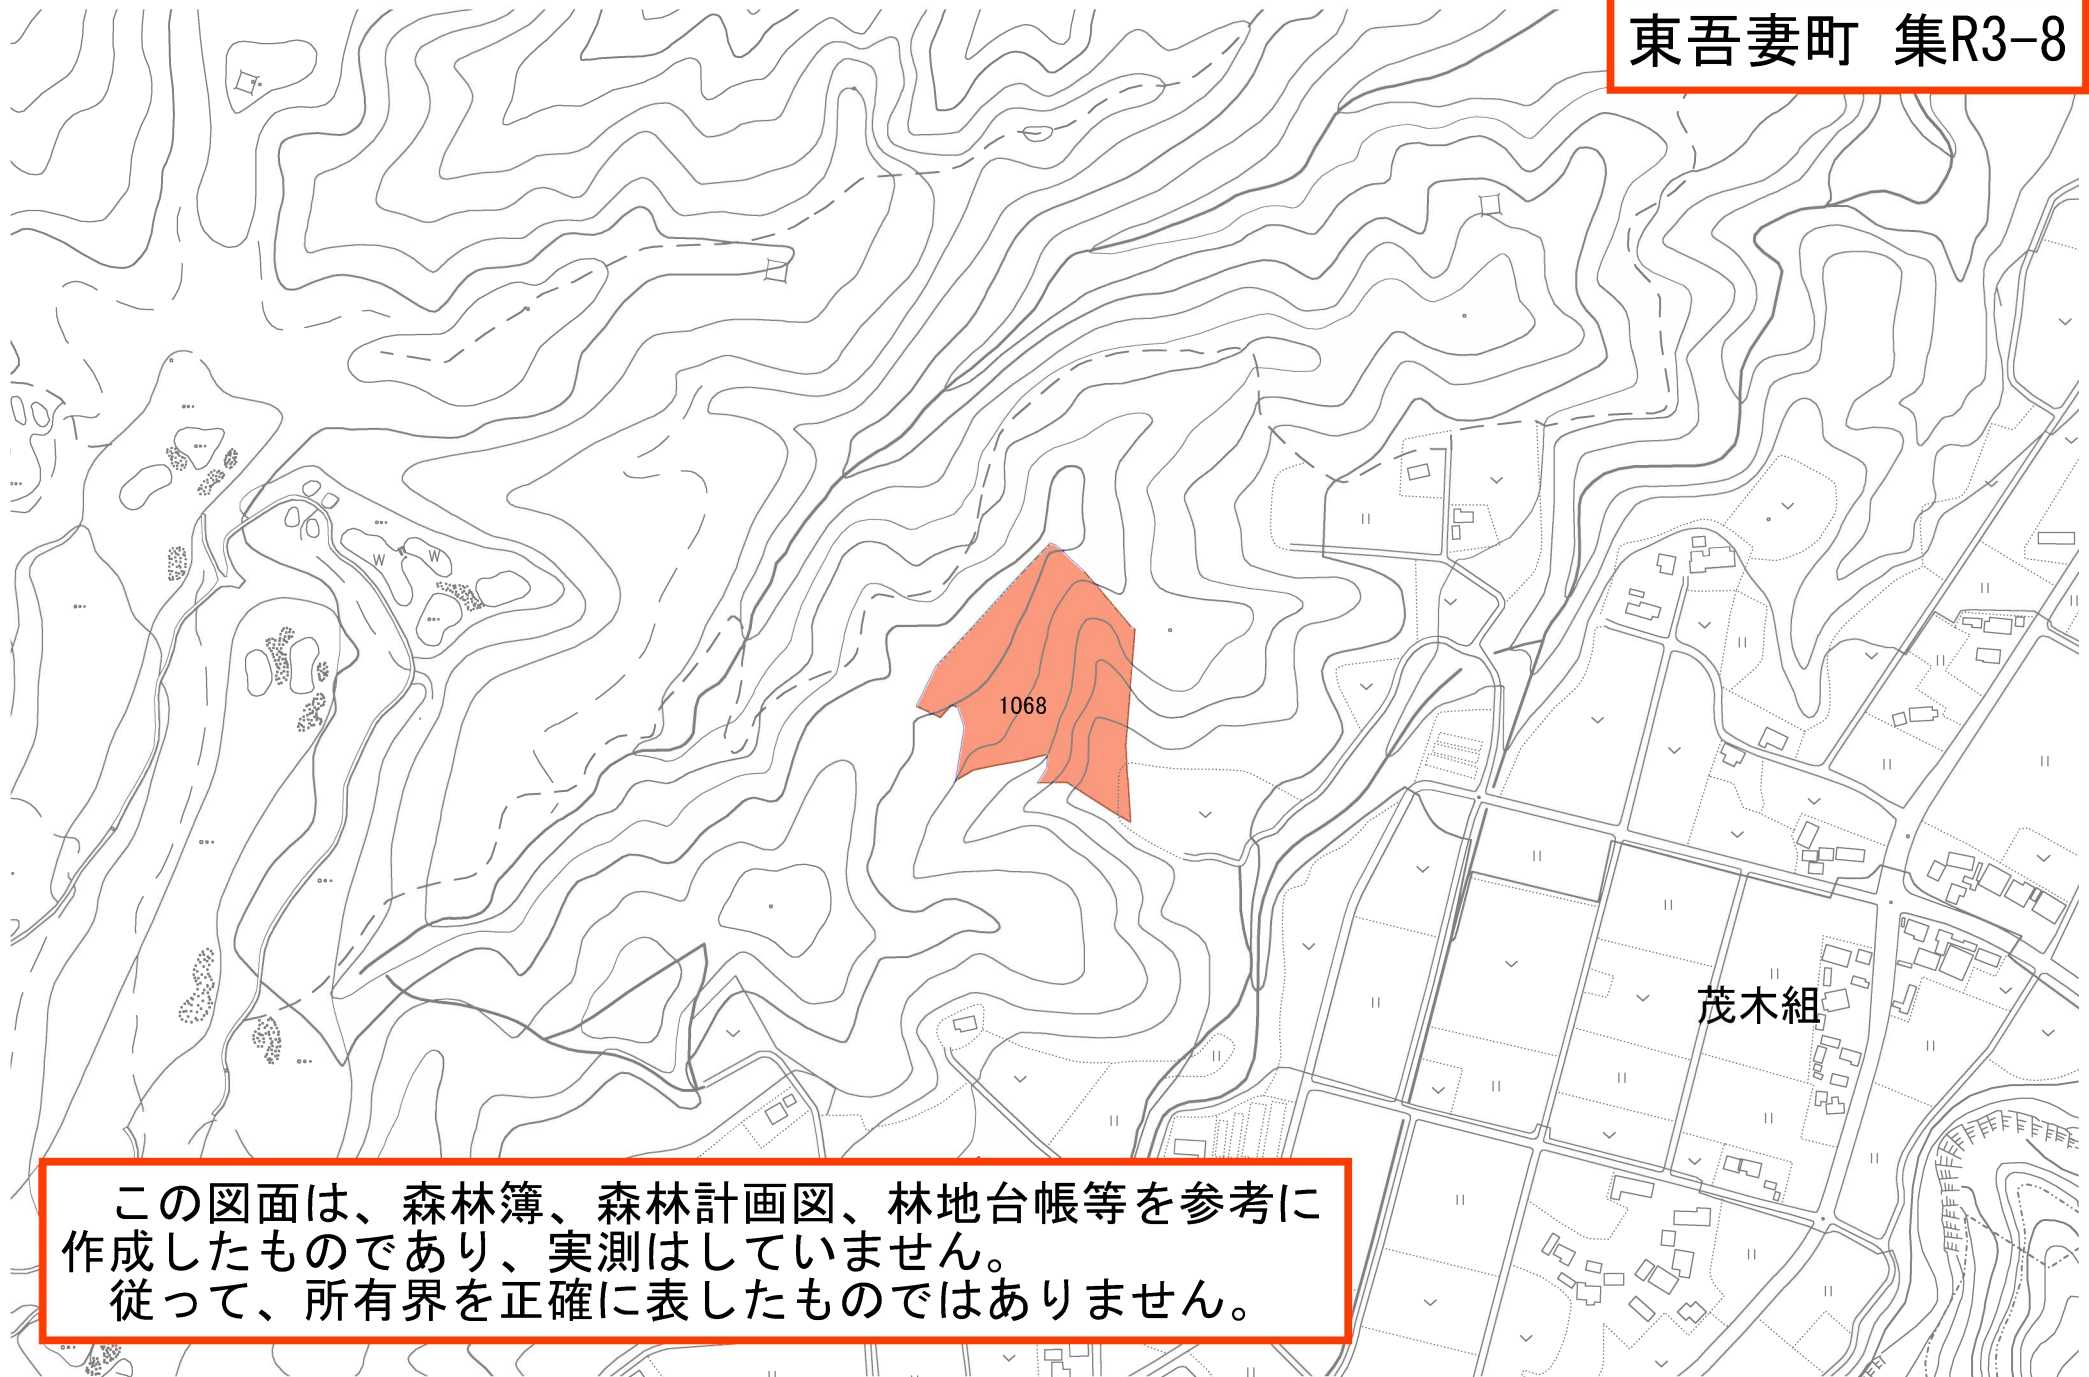 東吾妻町 集R3-8
W W
1068
茂木組
この図面は、森林簿、森林計画図、林地台帳等を参考に
作成したものであり、実測はしていません。
従って、所有界を正確に表したものではありません。